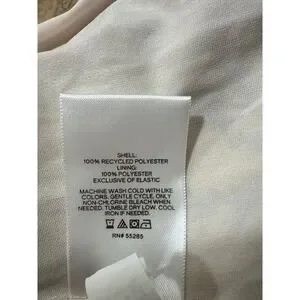 SHELL:
100% RECYCLED POLYESTER
LINING:
100% POLYESTER
EXCLUSIVE OF ELASTIC
MACHINE WASH COLD WITH LIKE
COLORS. GENTLE CYCLE. ONLY
NON-CHLORINE BLEACH WHEN
NEEDED. TUMBLE DRY LOW. COOL
IRON IF NEEDED.
RN# 55285